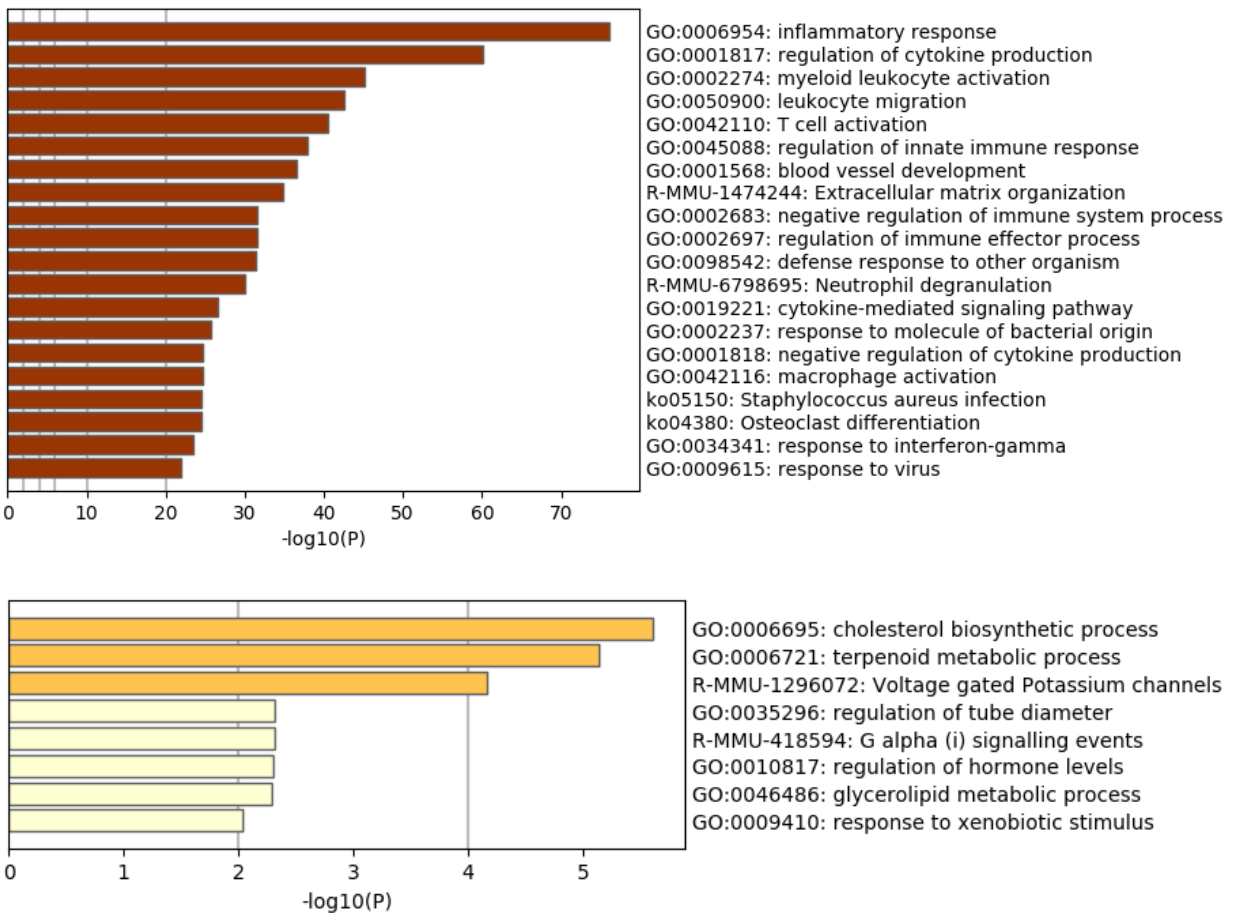 GO:0006954: inflammatory response
GO:0001817: regulation of cytokine production
GO:0002274: myeloid leukocyte activation
GO:0050900: leukocyte migration
GO:0042110: T cell activation
GO:0045088: regulation of innate immune response
GO:0001568: blood vessel development
R-MMU-1474244: Extracellular matrix organization
GO:0002683: negative regulation of immune system process
GO:0002697: regulation of immune effector process
GO:0098542: defense response to other organism
R-MMU-6798695: Neutrophil degranulation
GO:0019221: cytokine-mediated signaling pathway
GO:0002237: response to molecule of bacterial origin
GO:0001818: negative regulation of cytokine production
GO:0042116: macrophage activation
ko05150: Staphylococcus aureus infection
ko04380: Osteoclast differentiation
GO:0034341: response to interferon-gamma
GO:0009615: response to virus
0 10 20 30 40 50 60 70
-log10(P)
GO:0006695: cholesterol biosynthetic process
GO:0006721: terpenoid metabolic process
R-MMU-1296072: Voltage gated Potassium channels
GO:0035296: regulation of tube diameter
R-MMU-418594: G alpha (i) signalling events
GO:0010817: regulation of hormone levels
GO:0046486: glycerolipid metabolic process
GO:0009410: response to xenobiotic stimulus
0 1 2 3 4 5
-log10(P)